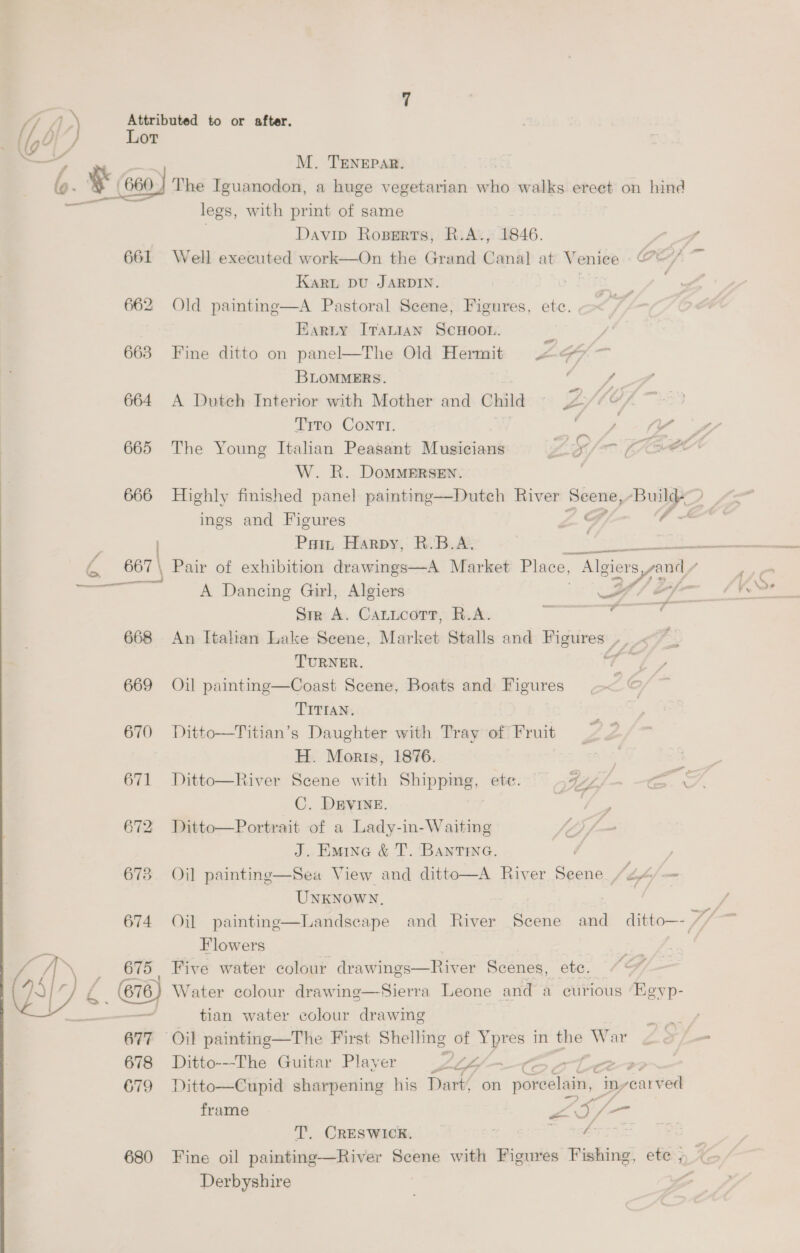 7
Attributed to or after.
Lot
M. Tenepar.
660 The Iguanodon, a huge vegetarian who walks erect on hind
legs, with print of same
David Roberts, R.A., 1846.
661 Well executed work—On the Grand Canal at Venice
Karl du Jardin.
662 Old painting—A Pastoral Scene, Figures, etc.
Early Italian School.
663 Fine ditto on panel—The Old Hermit
Blommers.
664 A Dutch Interior with Mother and Child
Tito Conti.
665 The Young Italian Peasant Musicians
W. R. Dommersen.
666 Highly finished panel painting—Dutch River Scene, Build-
ings and Figures
Phil Hardy, R.B.A.
667 Pair of exhibition drawings—A Market Place, Algiers, and
A Dancing Girl, Algiers
Sir A. Callcott, R.A.
668 An Italian Lake Scene, Market Stalls and Figures
Turner.
669 Oil painting—Coast Scene, Boats and Figures
Titian.
670 Ditto—Titian's Daughter with Tray of Fruit
H. Moris, 1876.
671 Ditto—River Scene with Shipping, etc.
C. Devine.
672 Ditto—Portrait of a Lady-in-Waiting
J. Eming & T. Banting.
673 Oil painting—Sea View and ditto—A River Scene
Unknown.
674 Oil painting—Landscape and River Scene and ditto—
Flowers
675 Five water colour drawings—River Scenes, etc.
676 Water colour drawing—Sierra Leone and a curious Egyp-
tian water colour drawing
677 Oil painting—The First Shelling of Ypres in the War
678 Ditto—The Guitar Player
679 Ditto—Cupid sharpening his Dart, on porcelain, in carved
frame
T. Creswick.
680 Fine oil painting—River Scene with Figures Fishing, etc.,
Derbyshire